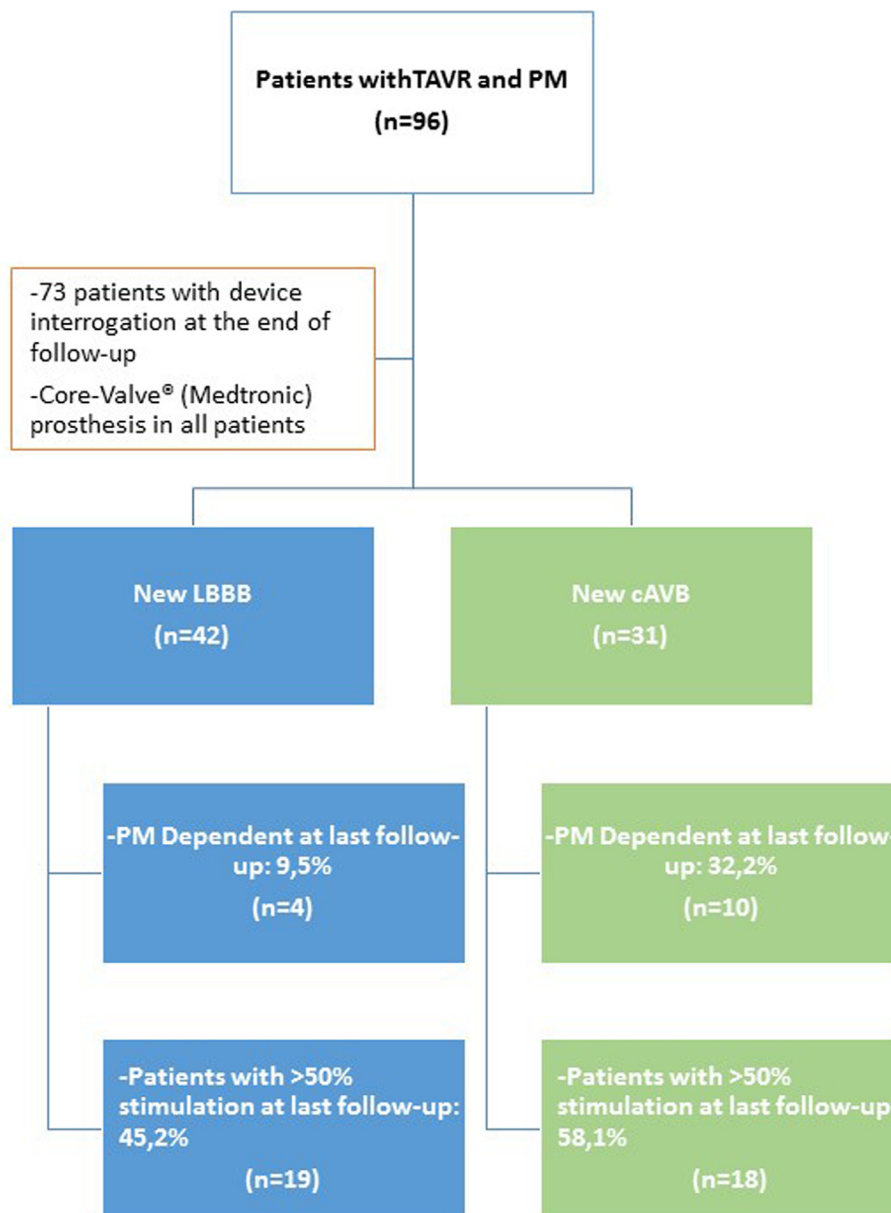 Patients withTAVR and PM
(n=96)
-73 patients with device
interrogation at the end of
follow-up
-Core-Valve® (Medtronic)
prosthesis in all patients
New LBBB
(n=42)
New cAVB
(n=31)
-PM Dependent at last follow-
up: 9,5%
(n=4)
-PM Dependent at last follow-
up: 32,2%
(n=10)
-Patients with >50%
stimulation at last follow-up:
45,2%
(n=19)
-Patients with >50%
stimulation at last follow-up
58,1%
(n=18)